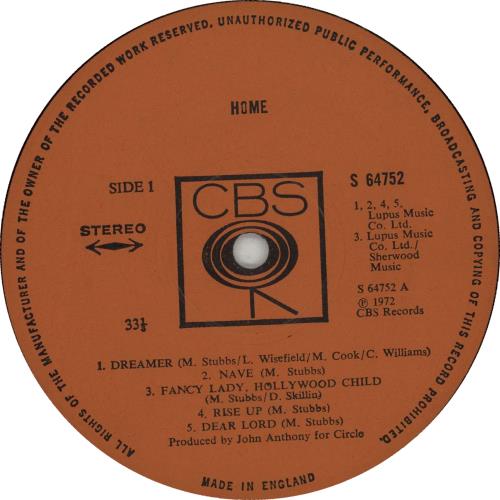 ALL RIGHTS OF THE MANUFACTURER AND OF THE OWNER OF THE RECORDED WORK RESERVED. UNAUTHORIZED PUBLIC PERFORMANCE, BROADCASTING AND COPYING OF THIS RECORD PROHIBITED.
HOME
SIDE 1
CBS
S 64752
STEREO
1, 2, 4, 5.
Lupus Music
Co. Ltd.
3. Lupus Music
Co. Ltd./
Sherwood
Music
33⅓
S 64752 A
Ⓟ 1972
CBS Records
1. DREAMER (M. Stubbs/L. Wisefield/M. Cook/C. Williams)
2. NAVE (M. Stubbs)
3. FANCY LADY, HOLLYWOOD CHILD
(M. Stubbs/D. Skillin)
4. RISE UP (M. Stubbs)
5. DEAR LORD (M. Stubbs)
Produced by John Anthony for Circle
MADE IN ENGLAND